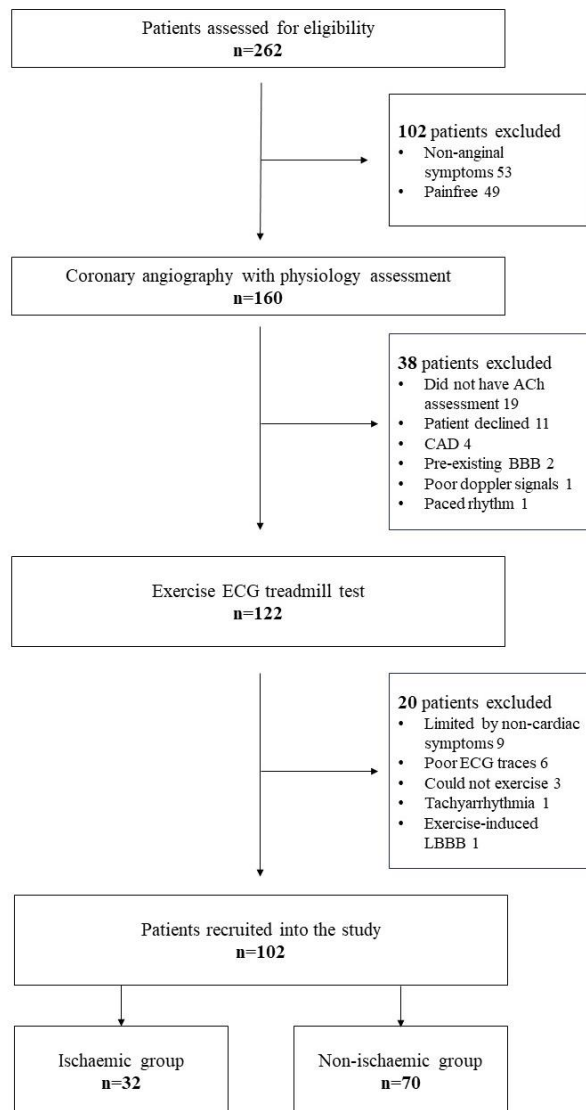 Patients assessed for eligibility
n=262
102 patients excluded
• Non-anginal
symptoms 53
• Painfree 49
Coronary angiography with physiology assessment
n=160
38 patients excluded
• Did not have ACh
assessment 19
• Patient declined 11
• CAD 4
• Pre-existing BBB 2
• Poor doppler signals 1
• Paced rhythm 1
Exercise ECG treadmill test
n=122
20 patients excluded
• Limited by non-cardiac
symptoms 9
• Poor ECG traces 6
• Could not exercise 3
• Tachyarrhythmia 1
• Exercise-induced
LBBB 1
Patients recruited into the study
n=102
Ischaemic group
n=32
Non-ischaemic group
n=70